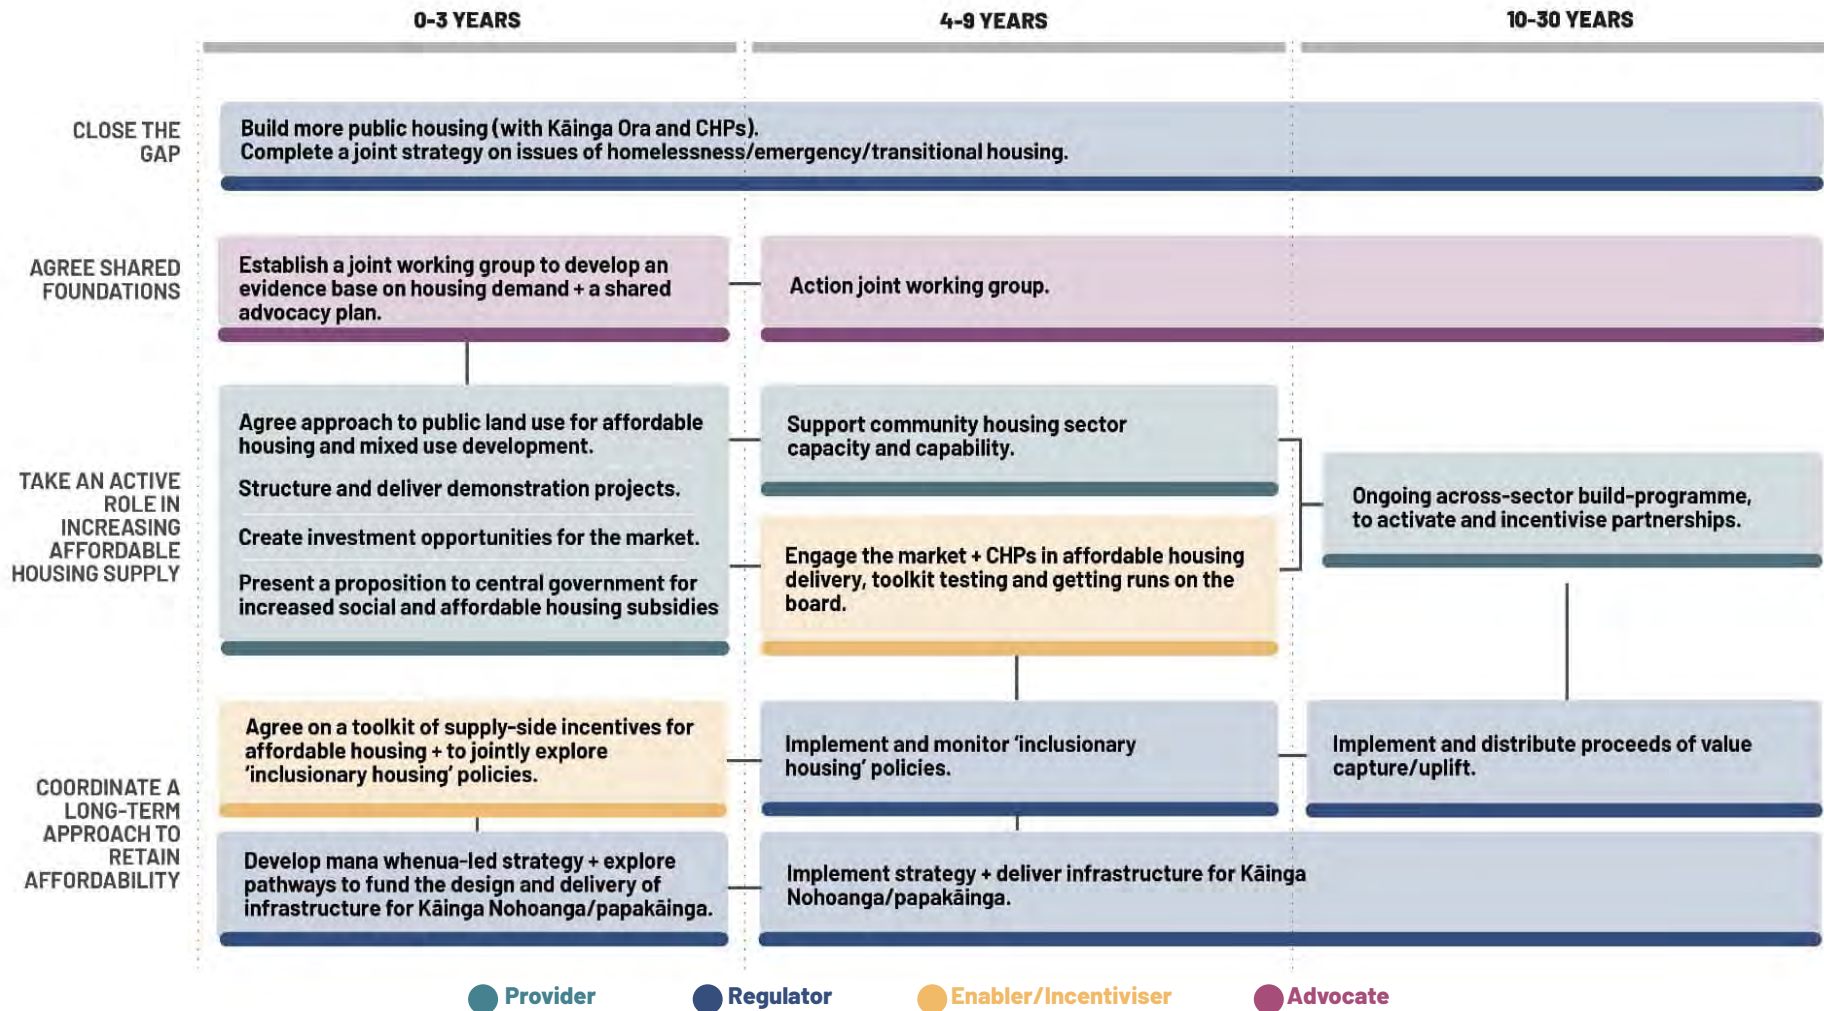 0-3 YEARS
4-9 YEARS
10-30 YEARS
CLOSE THE
GAP
Build more public housing (with Kāinga Ora and CHPs).
Complete a joint strategy on issues of homelessness/emergency/transitional housing.
AGREE SHARED
FOUNDATIONS
Establish a joint working group to develop an
evidence base on housing demand + a shared
advocacy plan.
Action joint working group.
TAKE AN ACTIVE
ROLE IN
INCREASING
AFFORDABLE
HOUSING SUPPLY
Agree approach to public land use for affordable
housing and mixed use development.
Structure and deliver demonstration projects.
Create investment opportunities for the market.
Present a proposition to central government for
increased social and affordable housing subsidies
Support community housing sector
capacity and capability.
Engage the market + CHPs in affordable housing
delivery, toolkit testing and getting runs on the
board.
Ongoing across-sector build-programme,
to activate and incentivise partnerships.
COORDINATE A
LONG-TERM
APPROACH TO
RETAIN
AFFORDABILITY
Agree on a toolkit of supply-side incentives for
affordable housing + to jointly explore
'inclusionary housing' policies.
Implement and monitor 'inclusionary
housing' policies.
Implement and distribute proceeds of value
capture/uplift.
Develop mana whenua-led strategy + explore
pathways to fund the design and delivery of
infrastructure for Kāinga Nohoanga/papakāinga.
Implement strategy + deliver infrastructure for Kāinga
Nohoanga/papakāinga.
Provider
Regulator
Enabler/Incentiviser
Advocate